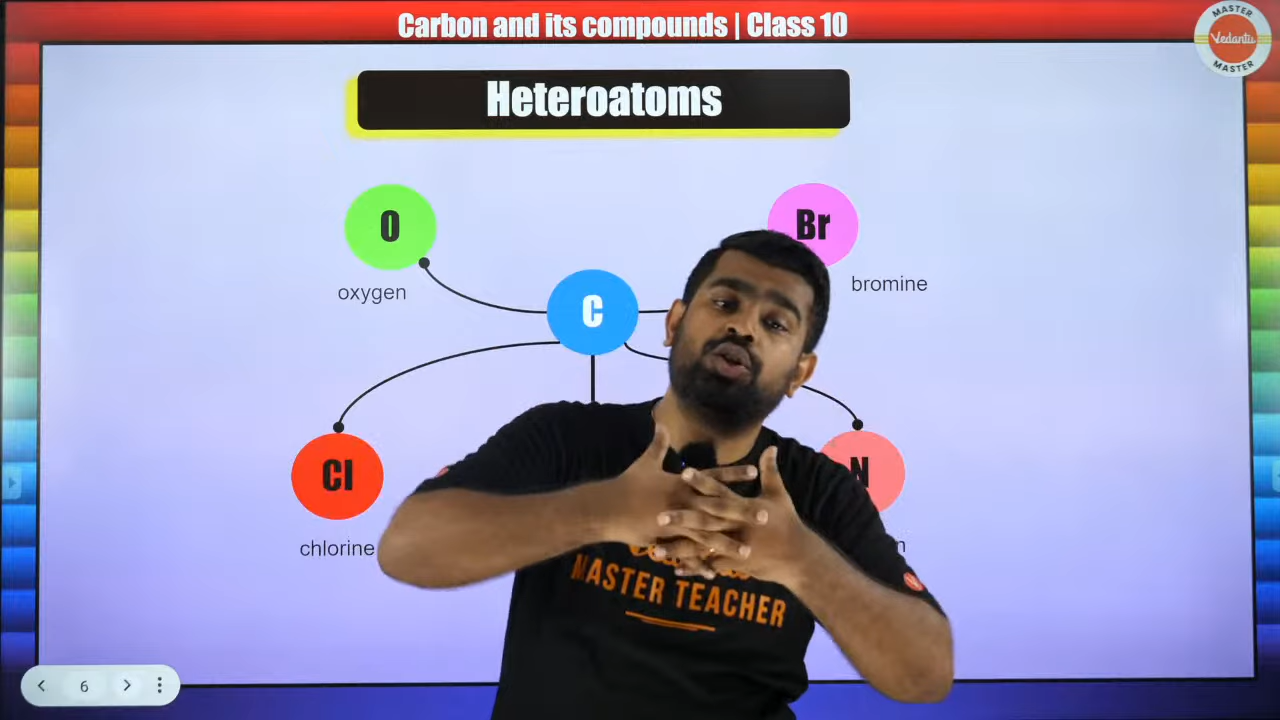 Carbon and its compounds | Class 10
MASTER
Vedantu
MASTER
Heteroatoms
O
Br
oxygen
bromine
C
Cl
N
chlorine
n
MASTER TEACHER
6